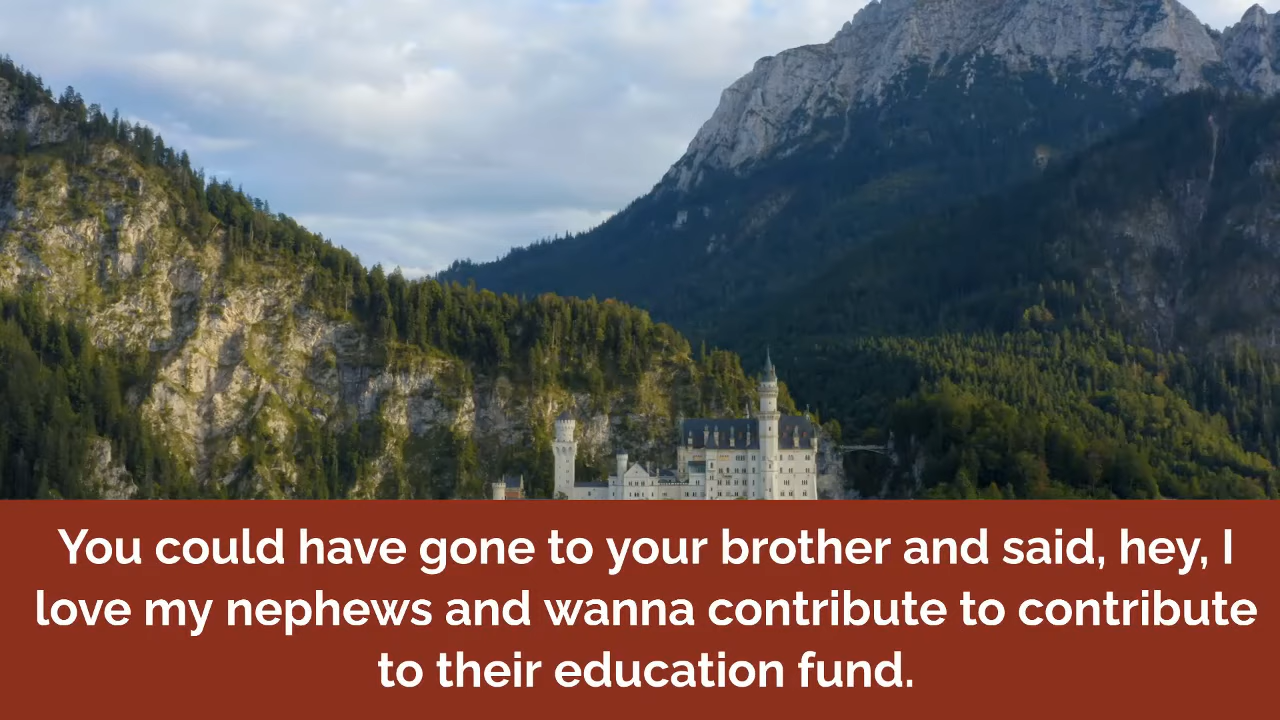 You could have gone to your brother and said, hey, I
love my nephews and wanna contribute to contribute
to their education fund.